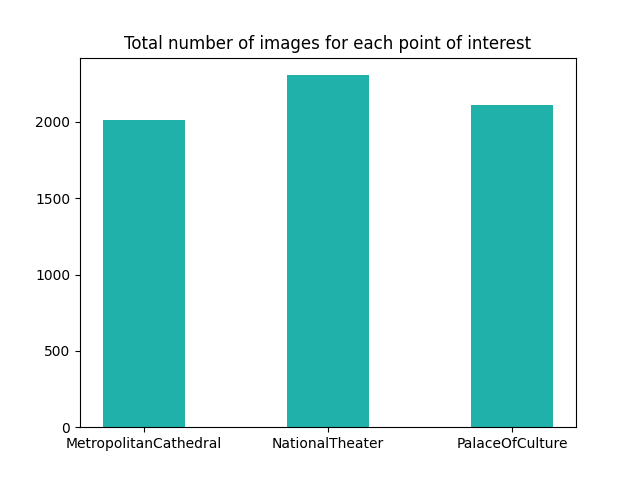 Total number of images for each point of interest
2000
1500
1000
500
0
MetropolitanCathedral NationalTheater PalaceOfCulture